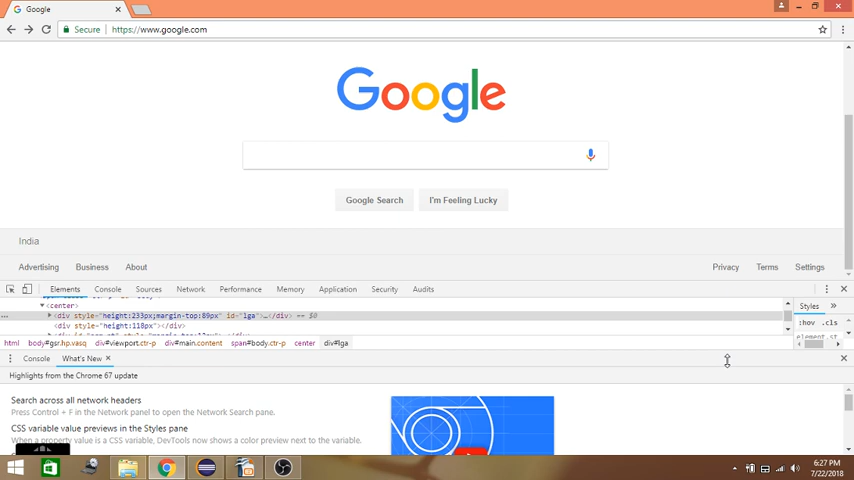 Google
Secure https://www.google.com
Google
Google Search I'm Feeling Lucky
India
Advertising Business About Privacy Terms Settings
Elements Console Sources Network Performance Memory Application Security Audits
▼<center>
▶<div style="height:233px;margin-top:89px" id="lga">…</div> == $0
<div style="height:118px"></div>
Styles »
:hov .cls
element.st
html body#gsr.hp.vasq div#viewport.ctr-p div#main.content span#body.ctr-p center div#lga
Console What's New ×
Highlights from the Chrome 67 update
Search across all network headers
Press Control + F in the Network panel to open the Network Search pane.
CSS variable value previews in the Styles pane
When a property value is a CSS variable, DevTools now shows a color preview next to the variable.
6:27 PM
7/22/2018